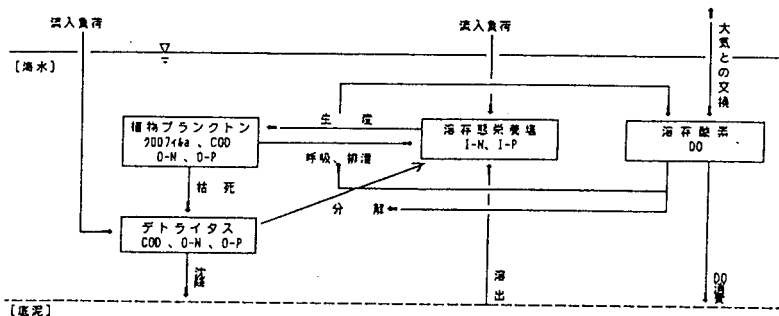 流入負荷
流入負荷
大気との交換
[海水]
生産
植物プランクトン
クロロフィルa、COD
O-N、O-P
溶存態栄養塩
I-N、I-P
溶存酸素
DO
呼吸、排泄
枯死
分解
デトライタス
COD、O-N、O-P
沈降
溶出
DO消費
[底泥]